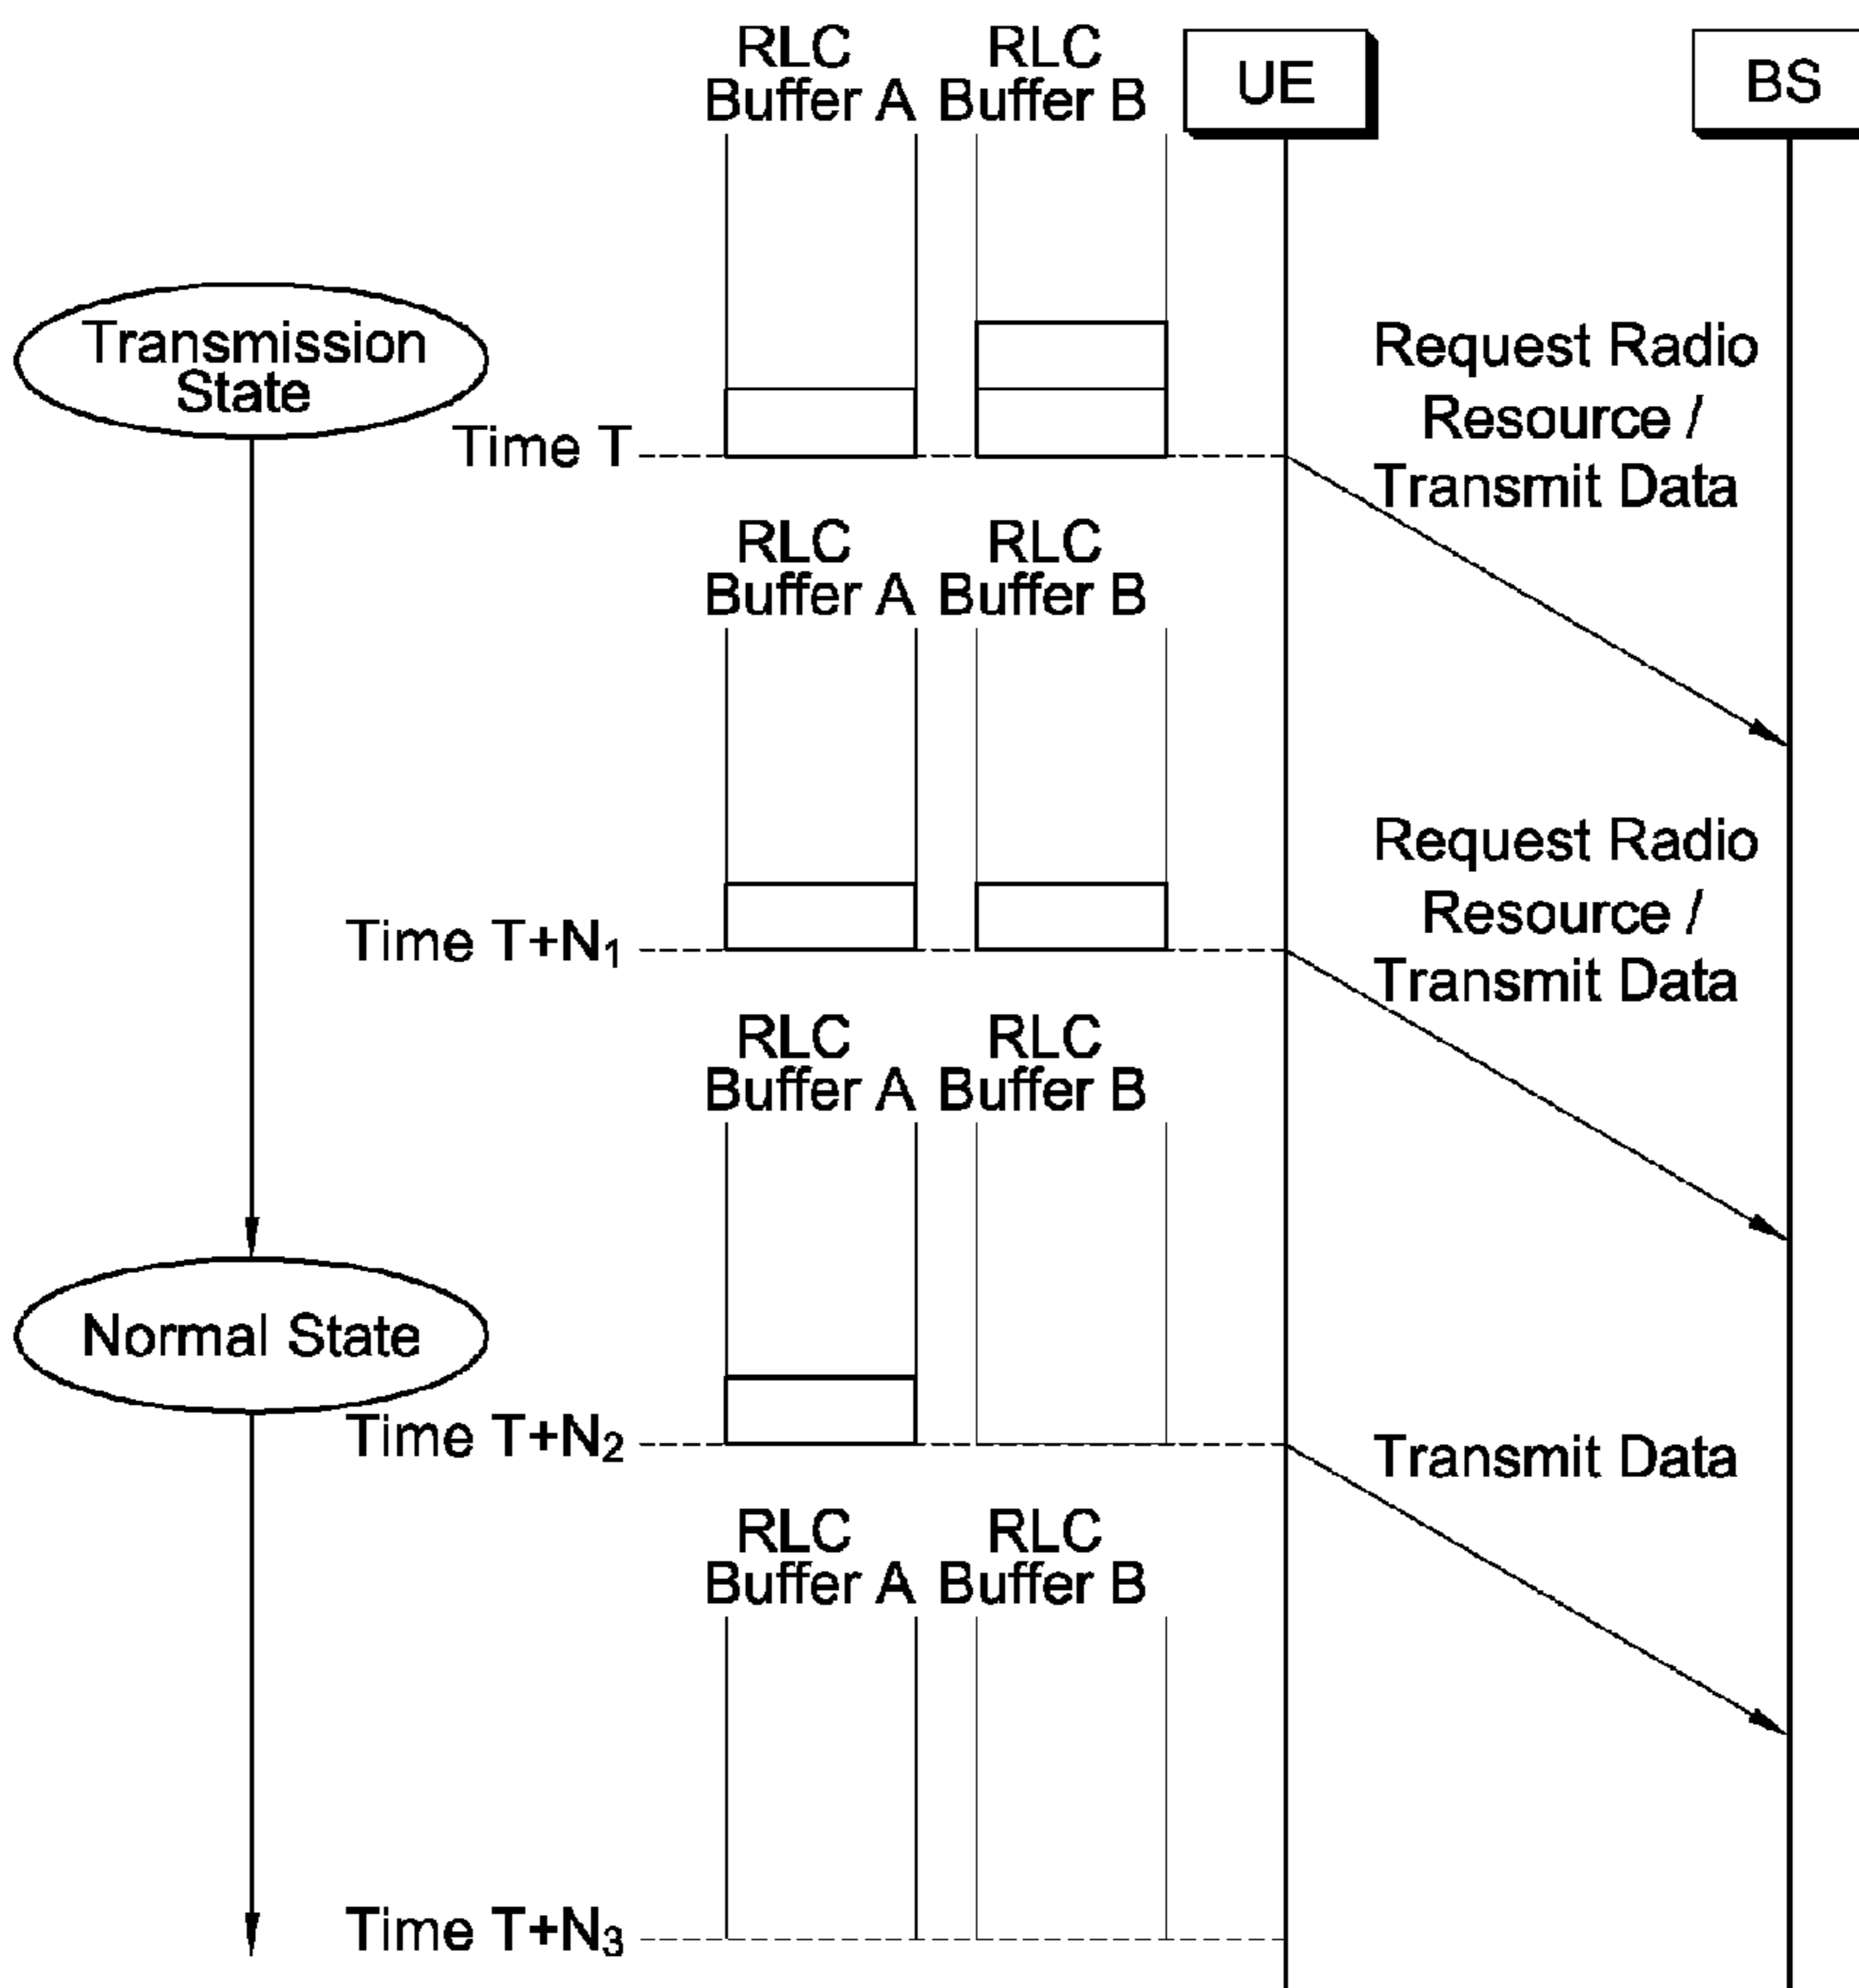 RLC
Buffer A
RLC
Buffer B
UE
BS
Transmission
State
Time T
Request Radio
Resource /
Transmit Data
RLC
Buffer A
RLC
Buffer B
Time T+N₁
Request Radio
Resource /
Transmit Data
RLC
Buffer A
RLC
Buffer B
Normal State
Time T+N₂
Transmit Data
RLC
Buffer A
RLC
Buffer B
Time T+N₃